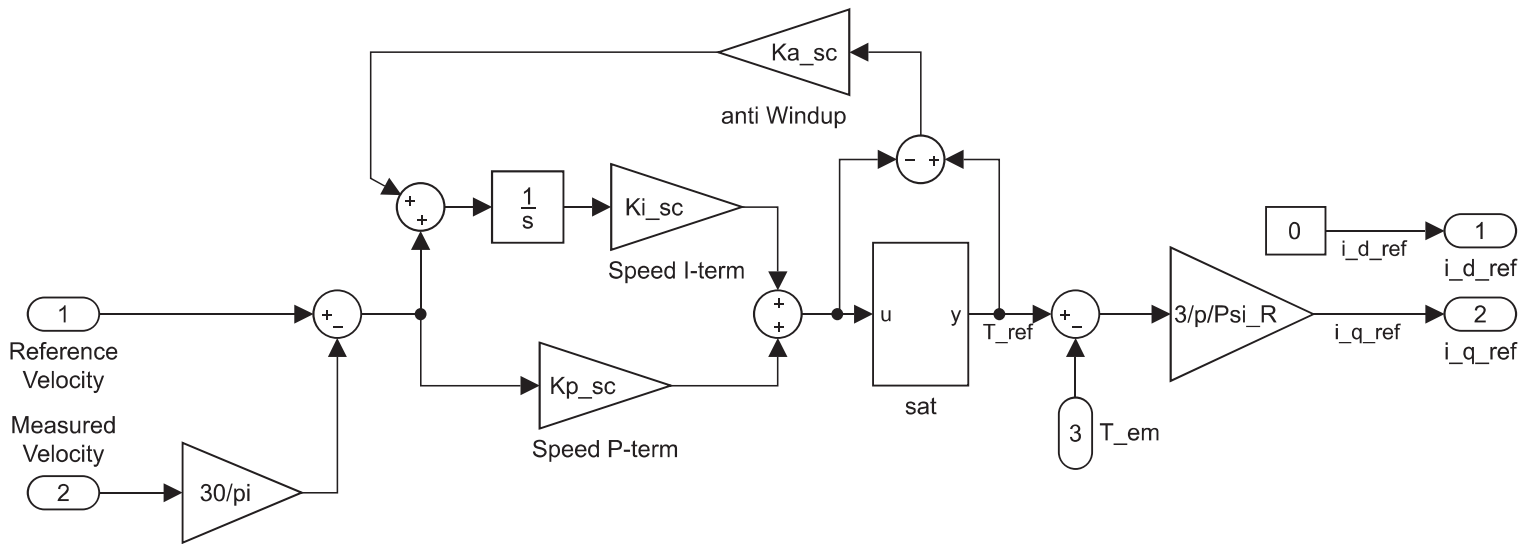 Ka_sc
anti Windup
- +
+
+
1
s
Ki_sc
Speed I-term
0
i_d_ref
1
i_d_ref
1
Reference
Velocity
+
-
+
+
u
y
sat
T_ref
+
-
3/p/Psi_R
i_q_ref
2
i_q_ref
Kp_sc
Speed P-term
3
T_em
Measured
Velocity
2
30/pi